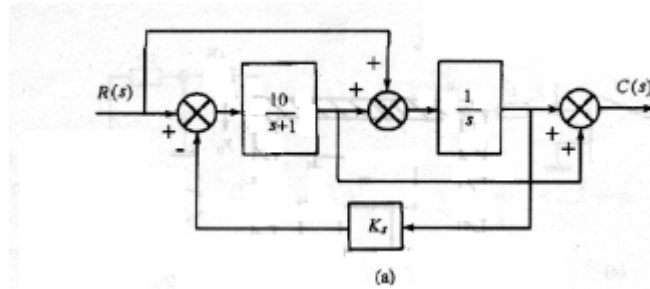 +
R(s)
10
s+1
+
1
s
C(s)
+
-
+
+
K_s
(a)